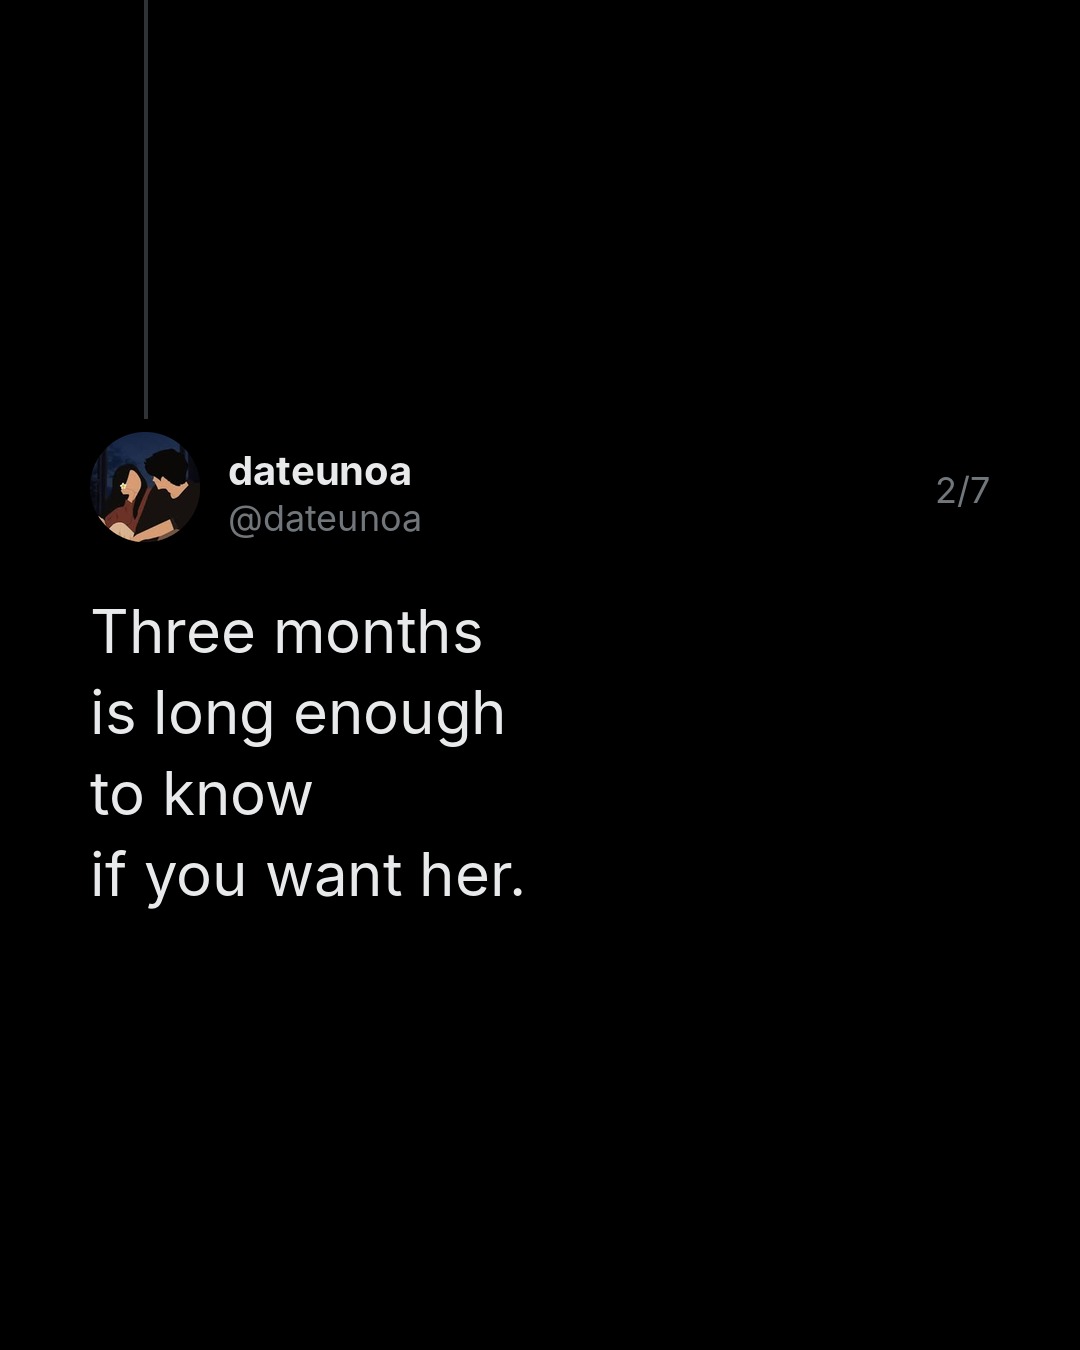 dateunoa
@dateunoa
2/7
Three months
is long enough
to know
if you want her.